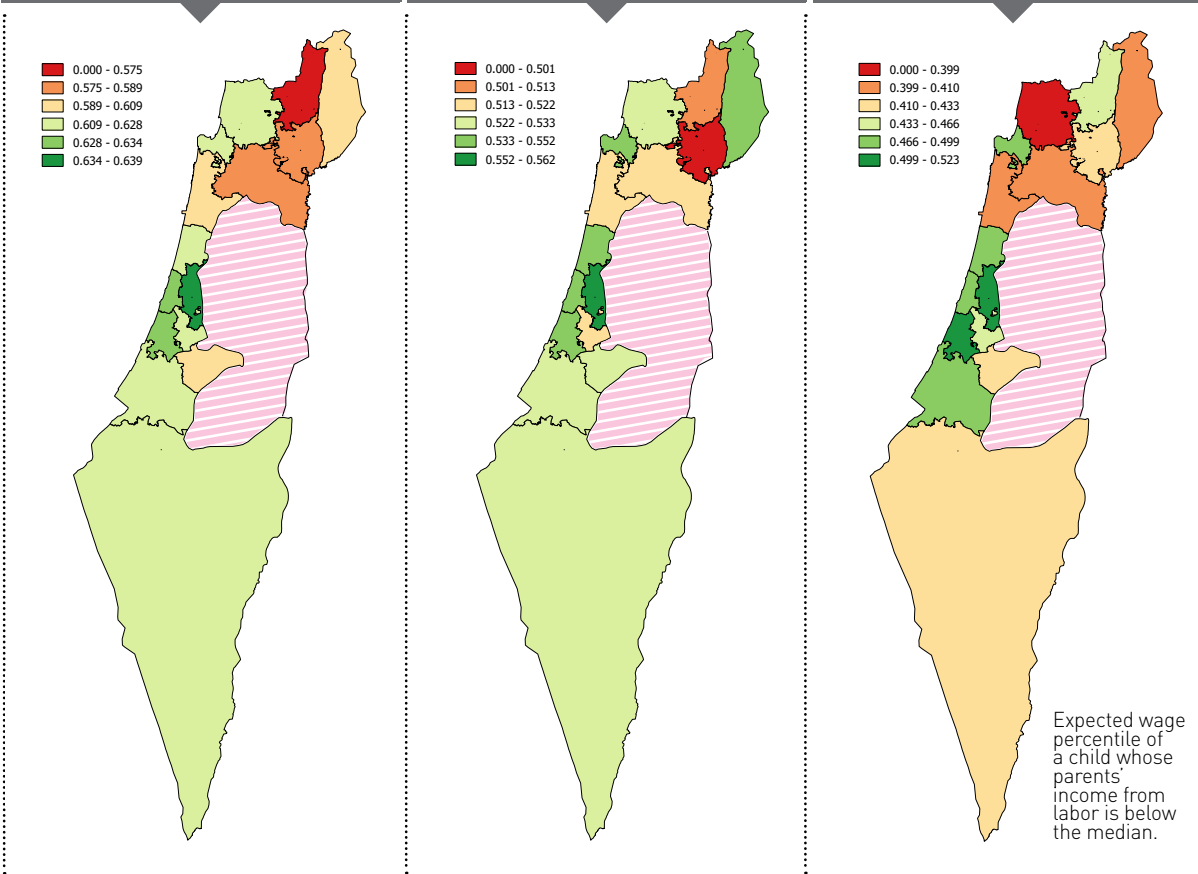 0.000 - 0.575
0.575 - 0.589
0.589 - 0.609
0.609 - 0.628
0.628 - 0.634
0.634 - 0.639
0.000 - 0.501
0.501 - 0.513
0.513 - 0.522
0.522 - 0.533
0.533 - 0.552
0.552 - 0.562
0.000 - 0.399
0.399 - 0.410
0.410 - 0.433
0.433 - 0.466
0.466 - 0.499
0.499 - 0.523
Expected wage
percentile of
a child whose
parents'
income from
labor is below
the median.